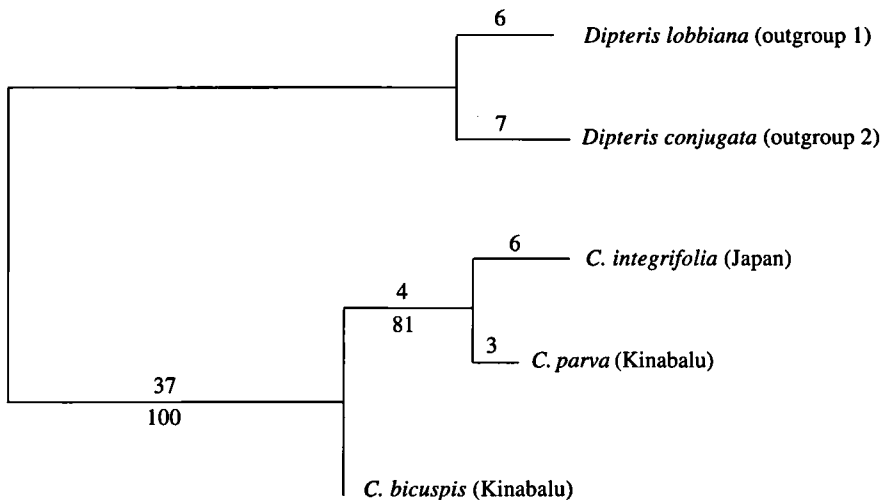 6
Dipteris lobbiana (outgroup 1)
7
Dipteris conjugata (outgroup 2)
6
C. integrifolia (Japan)
4
81
3
C. parva (Kinabalu)
37
100
C. bicuspis (Kinabalu)